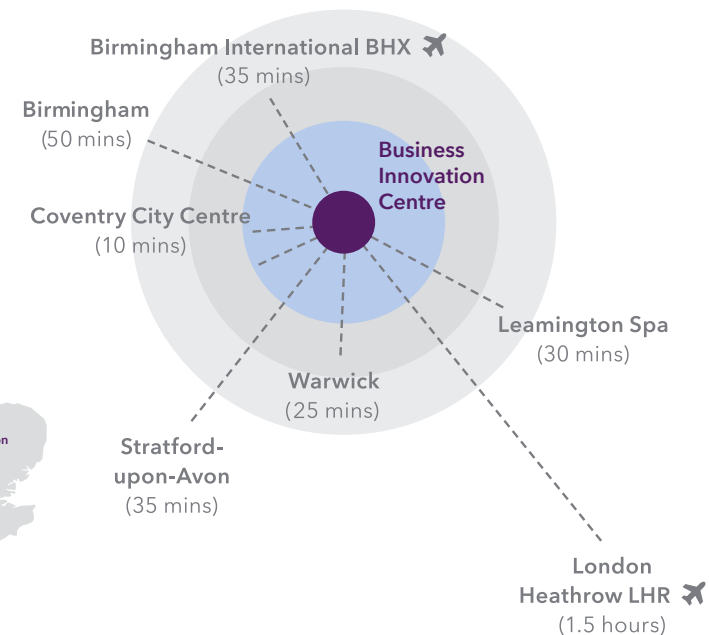 Birmingham International BHX
(35 mins)
Birmingham
(50 mins)
Business
Innovation
Centre
Coventry City Centre
(10 mins)
Leamington Spa
(30 mins)
Warwick
(25 mins)
Stratford-
upon-Avon
(35 mins)
London
Heathrow LHR
(1.5 hours)